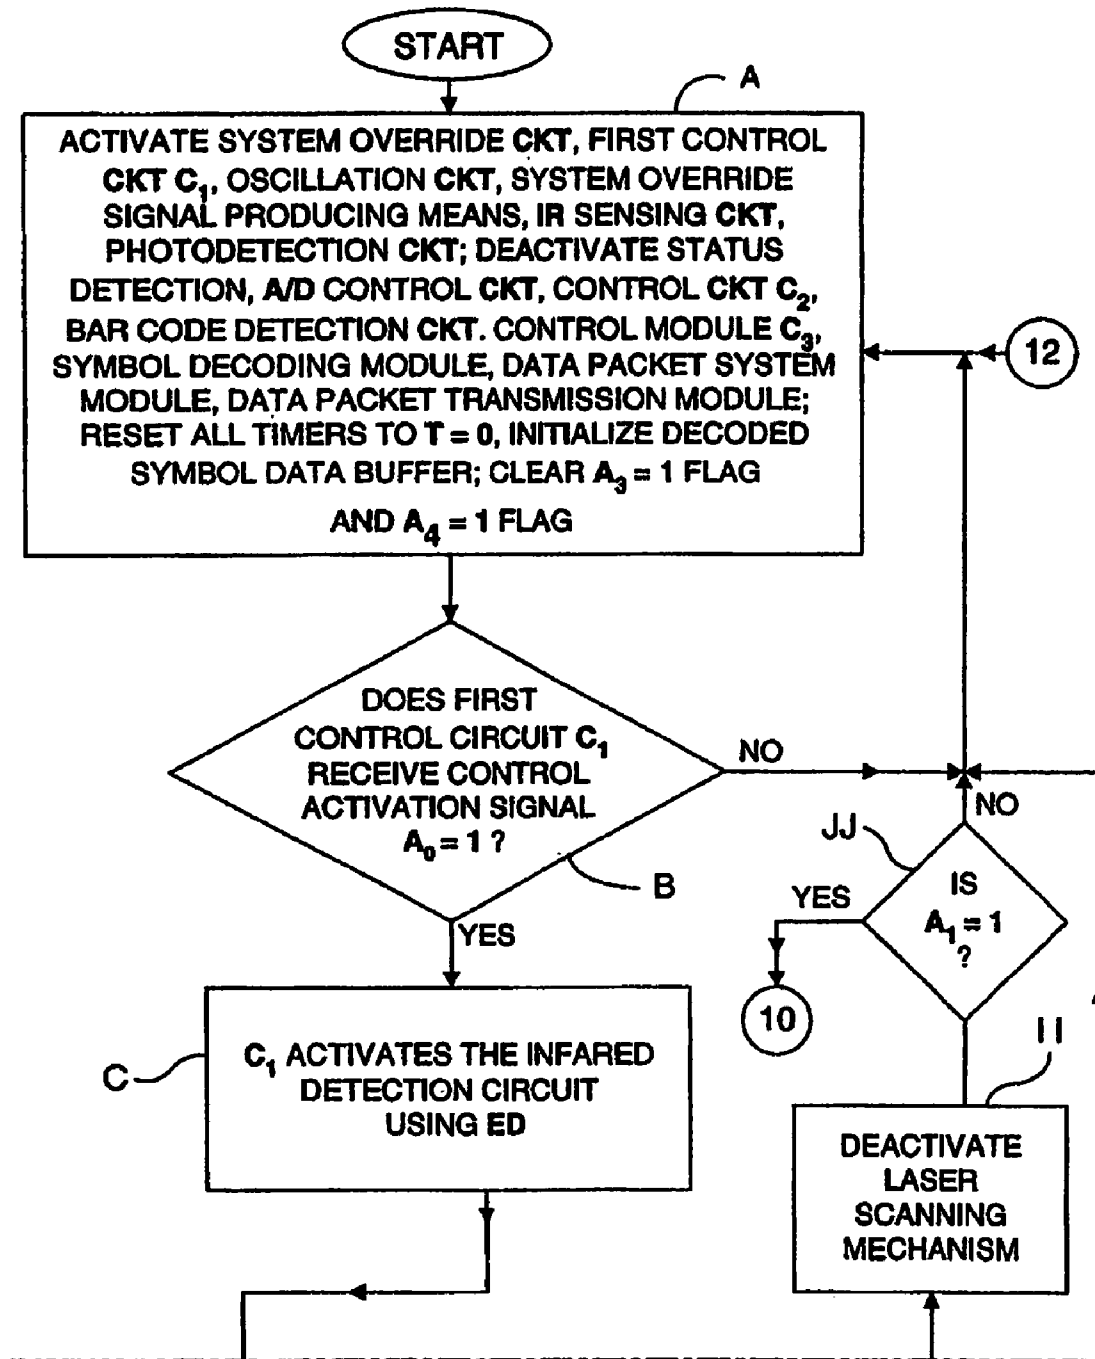 START
A
ACTIVATE SYSTEM OVERRIDE CKT, FIRST CONTROL
CKT C₁, OSCILLATION CKT, SYSTEM OVERRIDE
SIGNAL PRODUCING MEANS, IR SENSING CKT,
PHOTODETECTION CKT; DEACTIVATE STATUS
DETECTION, A/D CONTROL CKT, CONTROL CKT C₂,
BAR CODE DETECTION CKT. CONTROL MODULE C₃,
SYMBOL DECODING MODULE, DATA PACKET SYSTEM
MODULE, DATA PACKET TRANSMISSION MODULE;
RESET ALL TIMERS TO T = 0, INITIALIZE DECODED
SYMBOL DATA BUFFER; CLEAR A₃ = 1 FLAG
AND A₄ = 1 FLAG
12
DOES FIRST
CONTROL CIRCUIT C₁
RECEIVE CONTROL
ACTIVATION SIGNAL
A₀ = 1 ?
B
NO
YES
NO
JJ
IS
A₁ = 1
?
YES
10
C
C₁ ACTIVATES THE INFARED
DETECTION CIRCUIT
USING ED
II
DEACTIVATE
LASER
SCANNING
MECHANISM